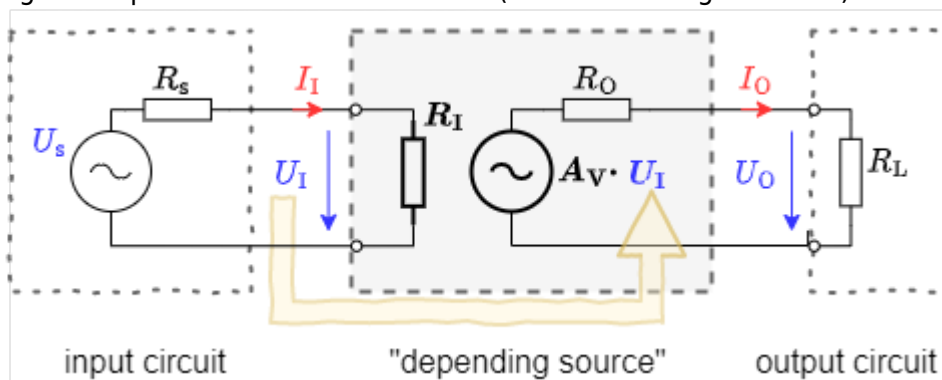 Rs II RO IO
RI
Us UI AV· UI UO RL
input circuit "depending source" output circuit